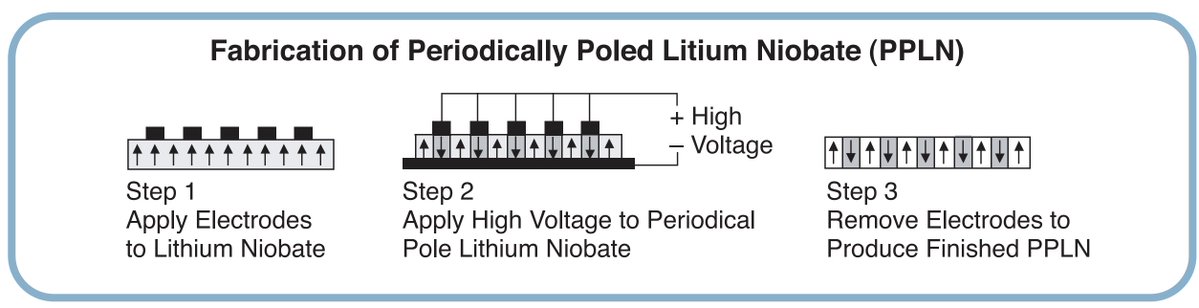 Fabrication of Periodically Poled Litium Niobate (PPLN)
+ High
– Voltage
Step 1
Apply Electrodes
to Lithium Niobate
Step 2
Apply High Voltage to Periodical
Pole Lithium Niobate
Step 3
Remove Electrodes to
Produce Finished PPLN